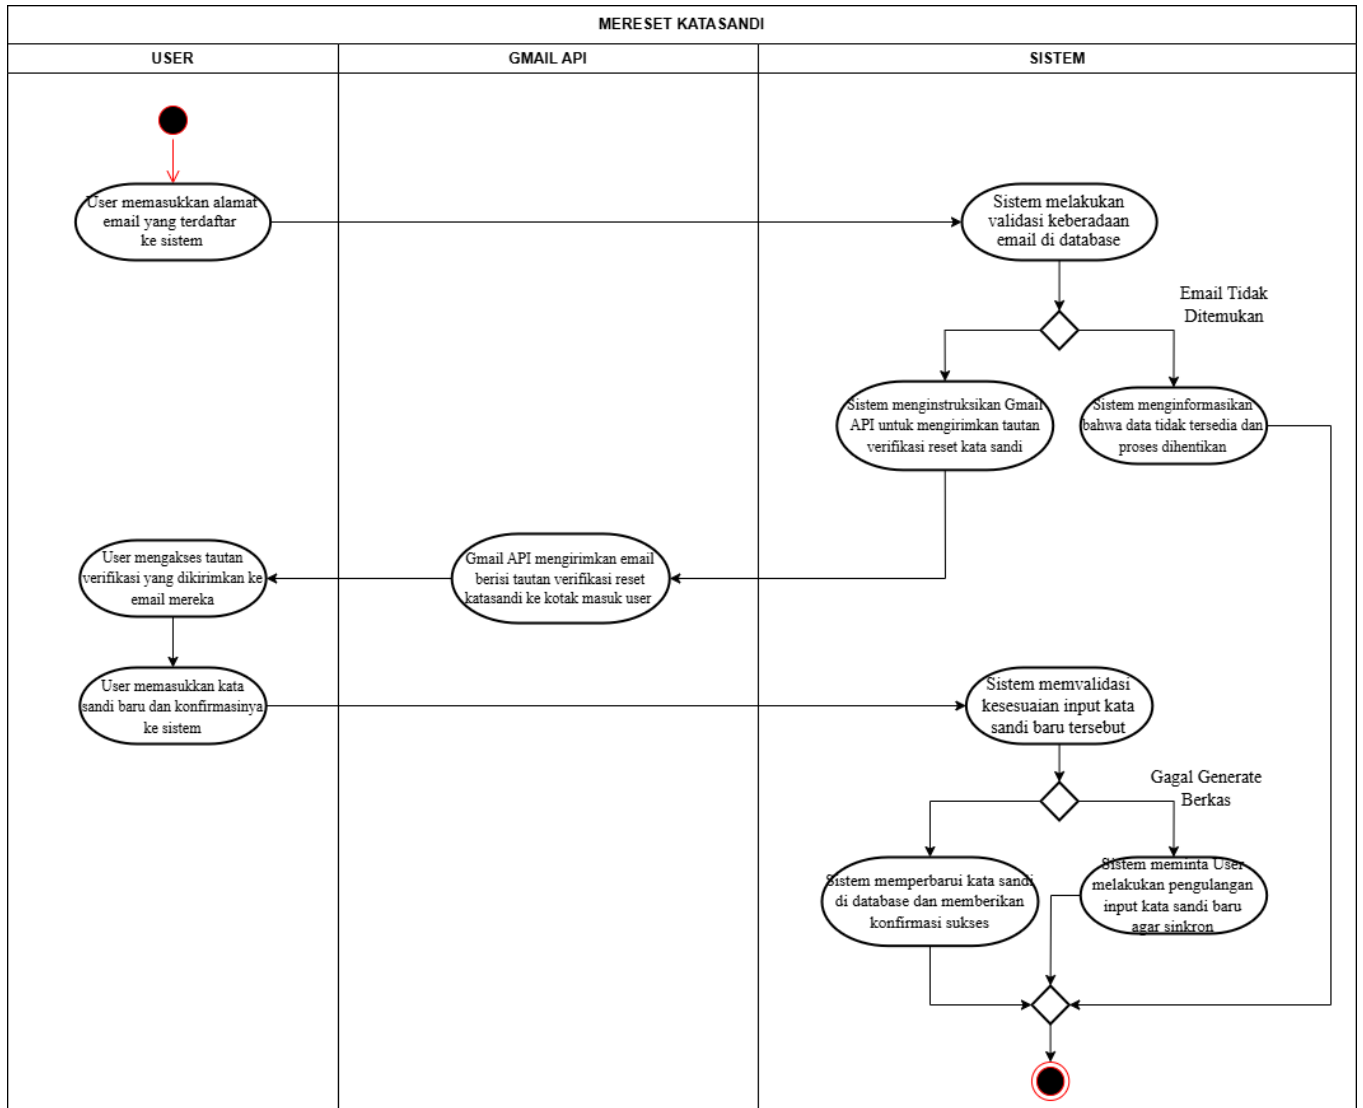 MERESET KATASANDI
USER
GMAIL API
SISTEM
User memasukkan alamat
email yang terdaftar
ke sistem
Sistem melakukan
validasi keberadaan
email di database
Email Tidak
Ditemukan
Sistem menginstruksikan Gmail
API untuk mengirimkan tautan
verifikasi reset kata sandi
Sistem menginformasikan
bahwa data tidak tersedia dan
proses dihentikan
User mengakses tautan
verifikasi yang dikirimkan ke
email mereka
Gmail API mengirimkan email
berisi tautan verifikasi reset
katasandi ke kotak masuk user
User memasukkan kata
sandi baru dan konfirmasinya
ke sistem
Sistem memvalidasi
kesesuaian input kata
sandi baru tersebut
Gagal Generate
Berkas
Sistem memperbarui kata sandi
di database dan memberikan
konfirmasi sukses
Sistem meminta User
melakukan pengulangan
input kata sandi baru
agar sinkron